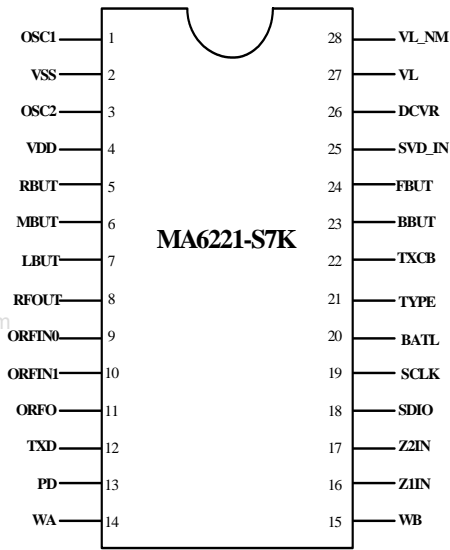 OSC1 1 28 VL_NM
VSS 2 27 VL
OSC2 3 26 DCVR
VDD 4 25 SVD_IN
RBUT 5 24 FBUT
MBUT 6 23 BBUT
MA6221-S7K
LBUT 7 22 TXCB
RFOUT 8 21 TYPE
ORFIN0 9 20 BATL
ORFIN1 10 19 SCLK
ORFO 11 18 SDIO
TXD 12 17 Z2IN
PD 13 16 Z1IN
WA 14 15 WB